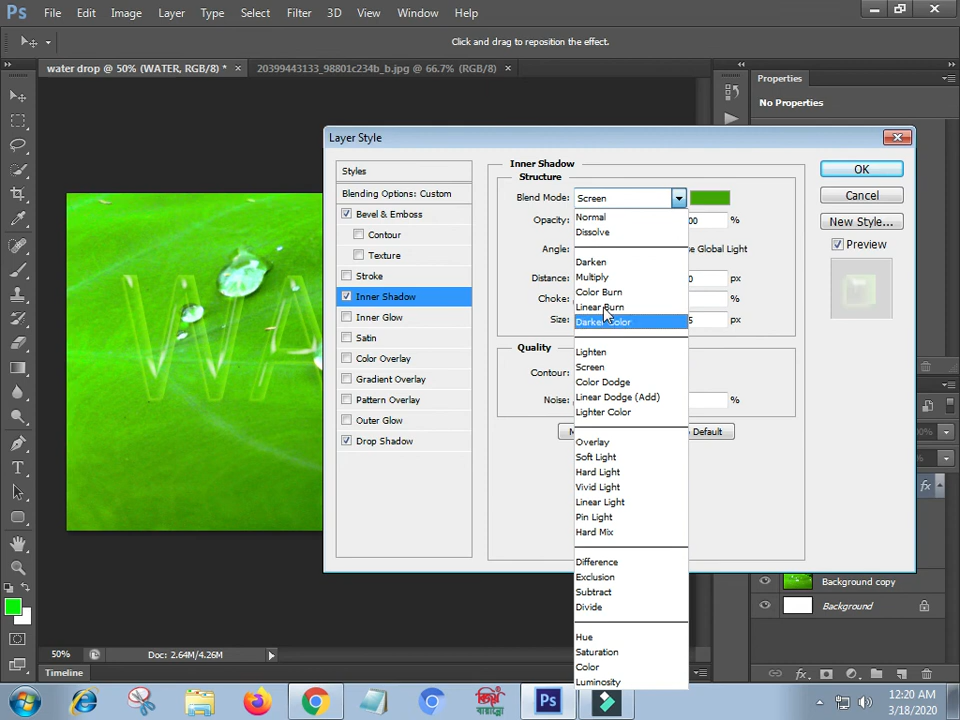 Ps File Edit Image Layer Type Select Filter 3D View Window Help
Click and drag to reposition the effect.
water drop @ 50% (WATER, RGB/8) * × 20399443133_98801c234b_b.jpg @ 66.7% (RGB/8) ×
Properties
No Properties
Layer Style
Styles
Blending Options: Custom
Bevel & Emboss
Contour
Texture
Stroke
Inner Shadow
Inner Glow
Satin
Color Overlay
Gradient Overlay
Pattern Overlay
Outer Glow
Drop Shadow
Inner Shadow
Structure
Blend Mode: Screen
Opacity: %
Angle: Global Light
Distance: px
Choke: %
Size: px
Quality
Contour:
Noise: %
Default
Normal
Dissolve
Darken
Multiply
Color Burn
Linear Burn
Darker Color
Lighten
Screen
Color Dodge
Linear Dodge (Add)
Lighter Color
Overlay
Soft Light
Hard Light
Vivid Light
Linear Light
Pin Light
Hard Mix
Difference
Exclusion
Subtract
Divide
Hue
Saturation
Color
Luminosity
OK
Cancel
New Style...
Preview
WA
fx
Background copy
Background
50% Doc: 2.64M/4.26M
Timeline
fx
Ps
12:20 AM
3/18/2020